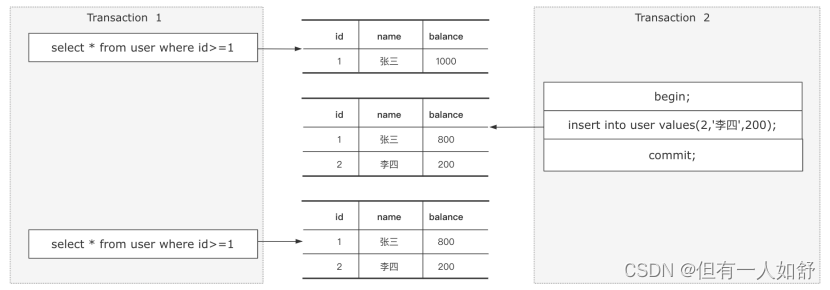 Transaction 1
Transaction 2
select * from user where id>=1
id name balance
1 张三 1000
begin;
insert into user values(2,'李四',200);
commit;
id name balance
1 张三 800
2 李四 200
select * from user where id>=1
id name balance
1 张三 800
2 李四 200
CSDN @但有一人如舒